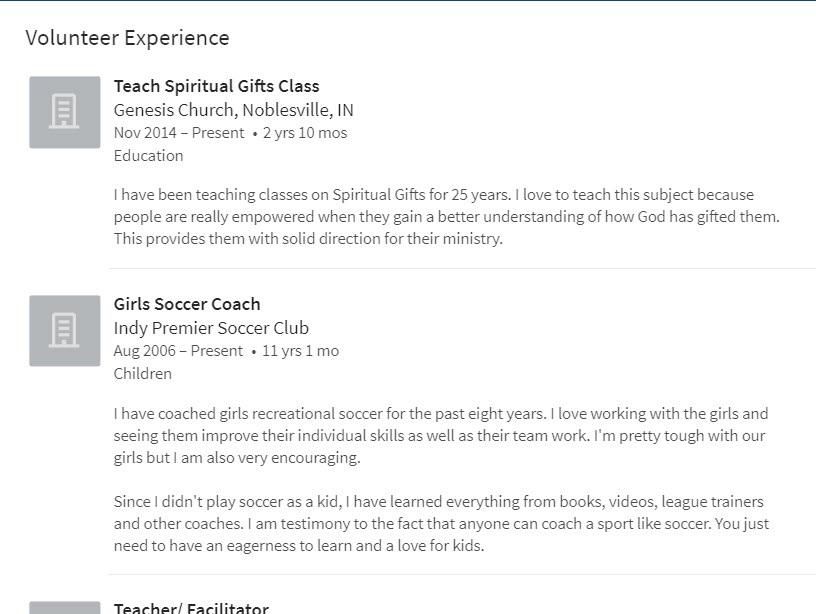 Volunteer Experience
Teach Spiritual Gifts Class
Genesis Church, Noblesville, IN
Nov 2014 – Present • 2 yrs 10 mos
Education
I have been teaching classes on Spiritual Gifts for 25 years. I love to teach this subject because
people are really empowered when they gain a better understanding of how God has gifted them.
This provides them with solid direction for their ministry.
Girls Soccer Coach
Indy Premier Soccer Club
Aug 2006 – Present • 11 yrs 1 mo
Children
I have coached girls recreational soccer for the past eight years. I love working with the girls and
seeing them improve their individual skills as well as their team work. I'm pretty tough with our
girls but I am also very encouraging.
Since I didn't play soccer as a kid, I have learned everything from books, videos, league trainers
and other coaches. I am testimony to the fact that anyone can coach a sport like soccer. You just
need to have an eagerness to learn and a love for kids.
Teacher/ Facilitator